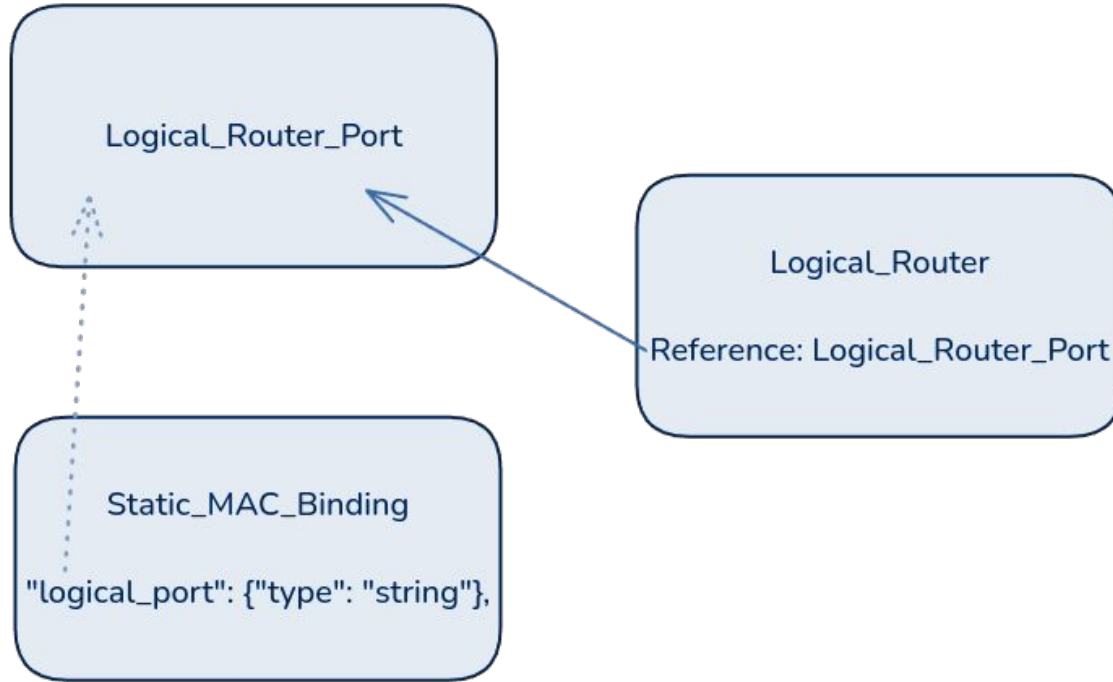 Logical_Router_Port
Logical_Router
Reference: Logical_Router_Port
Static_MAC_Binding
"logical_port": {"type": "string"},